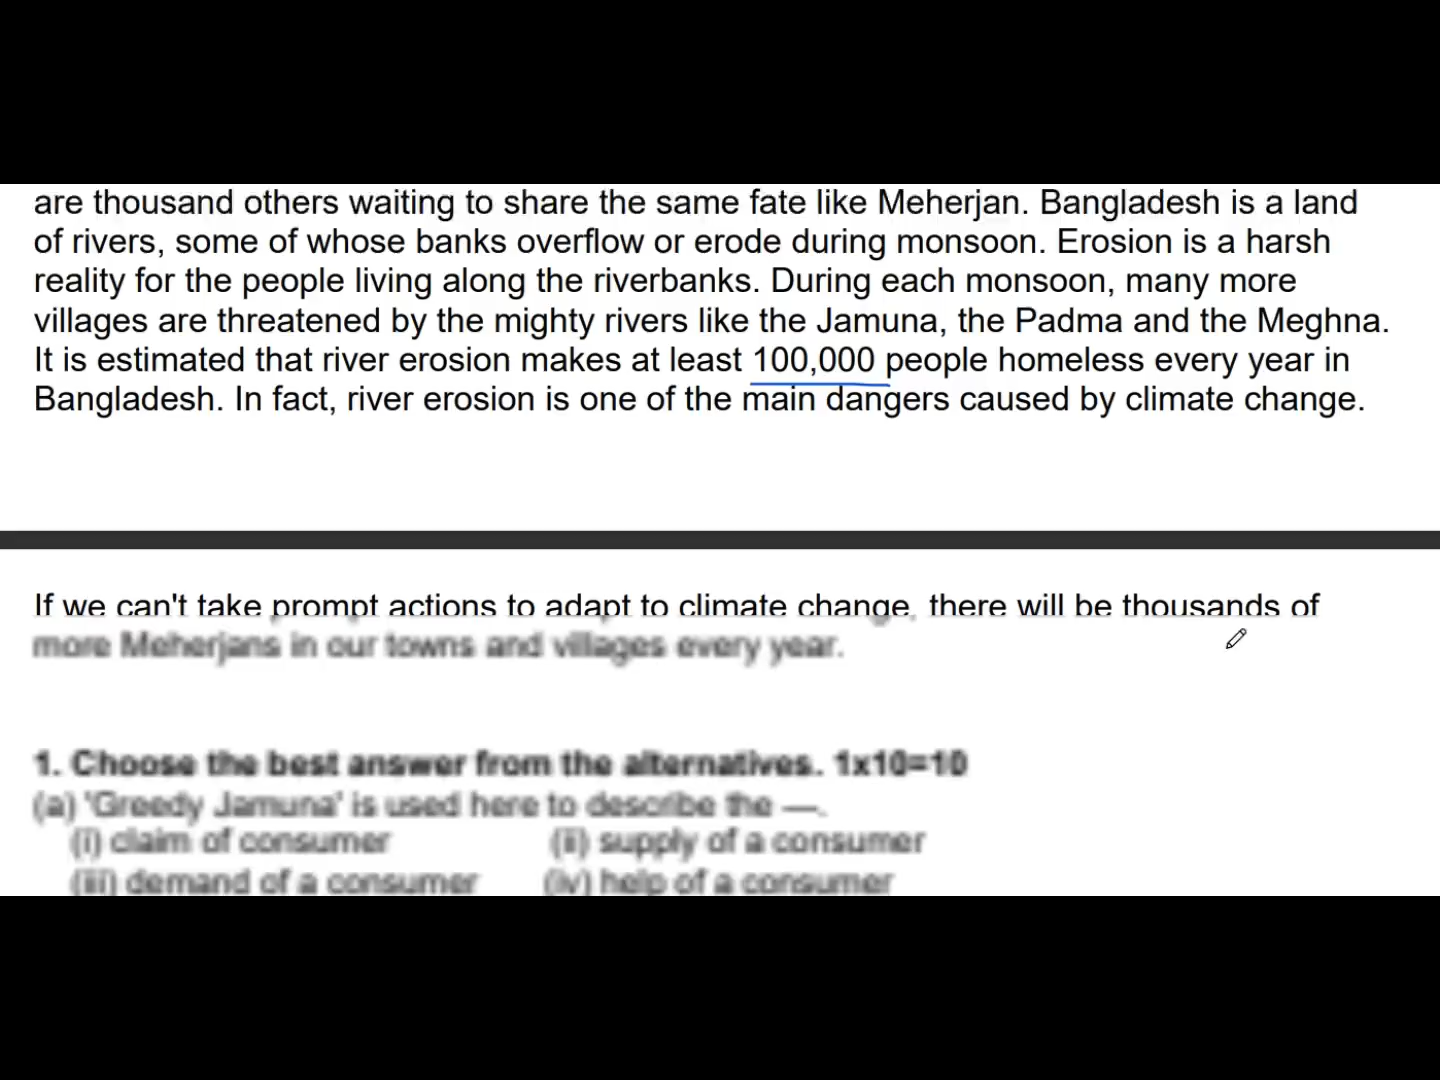 are thousand others waiting to share the same fate like Meherjan. Bangladesh is a land
of rivers, some of whose banks overflow or erode during monsoon. Erosion is a harsh
reality for the people living along the riverbanks. During each monsoon, many more
villages are threatened by the mighty rivers like the Jamuna, the Padma and the Meghna.
It is estimated that river erosion makes at least 100,000 people homeless every year in
Bangladesh. In fact, river erosion is one of the main dangers caused by climate change.
If we can't take prompt actions to adapt to climate change, there will be thousands of
more Meherjans in our towns and villages every year.
1. Choose the best answer from the alternatives. 1x10=10
(a) 'Greedy Jamuna' is used here to describe the —.
(i) claim of consumer (ii) supply of a consumer
(iii) demand of a consumer (iv) help of a consumer